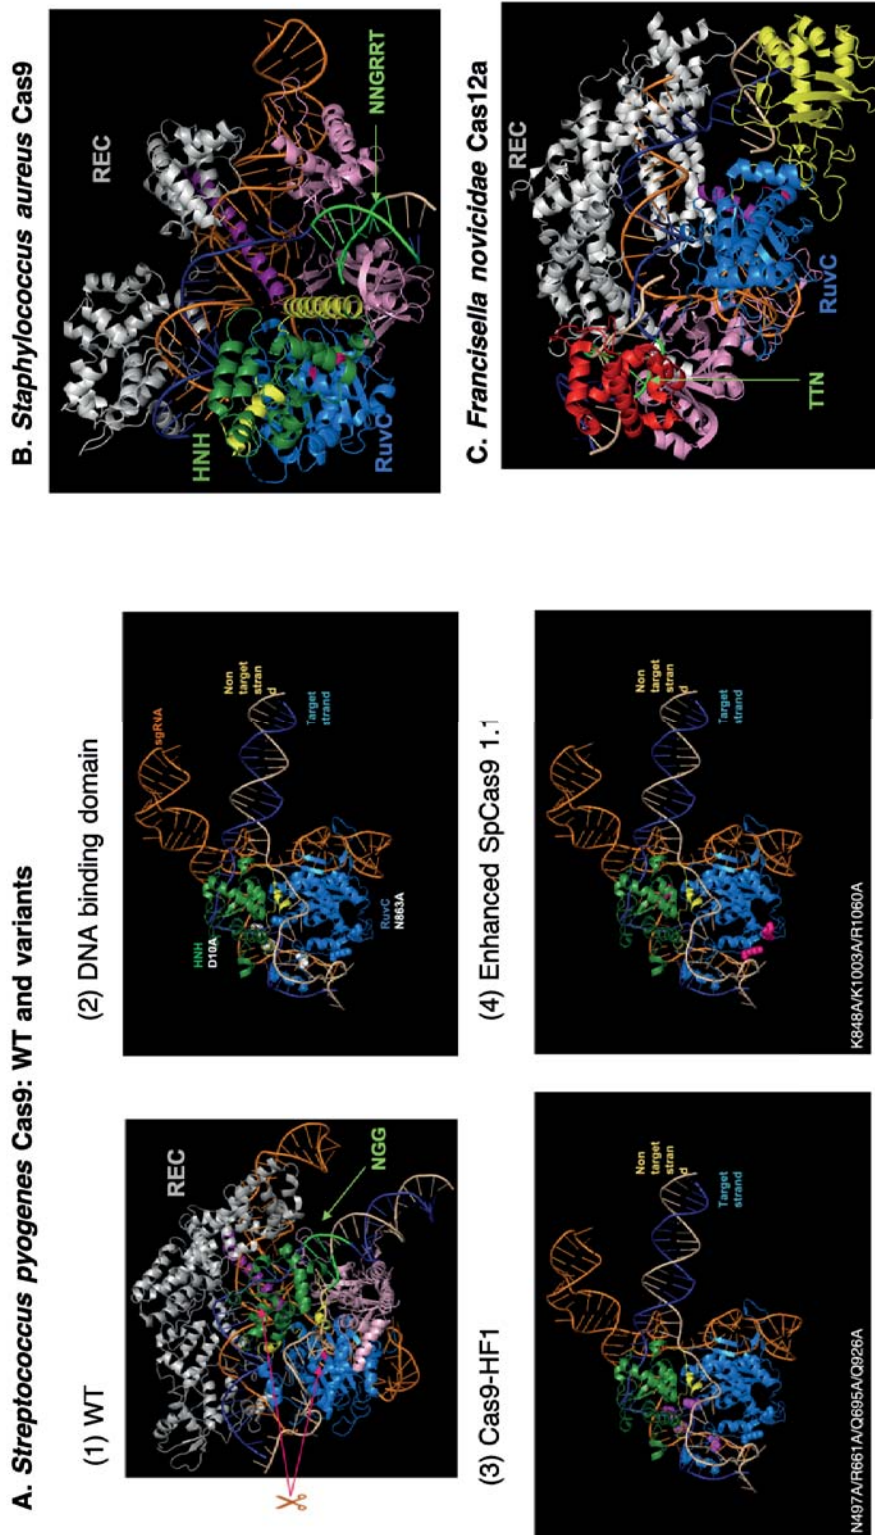 A. Streptococcus pyogenes Cas9: WT and variants
(1) WT
REC
NGG
(2) DNA binding domain
sgRNA
HNH
D10A
Non
target
stran
d
Target
strand
RuvC
N863A
(3) Cas9-HF1
Non
target
stran
d
Target
strand
N497A/R661A/Q695A/Q926A
(4) Enhanced SpCas9 1.1
Non
target
stran
d
Target
strand
K848A/K1003A/R1060A
B. Staphylococcus aureus Cas9
REC
HNH
RuvC
NNGRRT
C. Francisella novicidae Cas12a
REC
RuvC
TTN